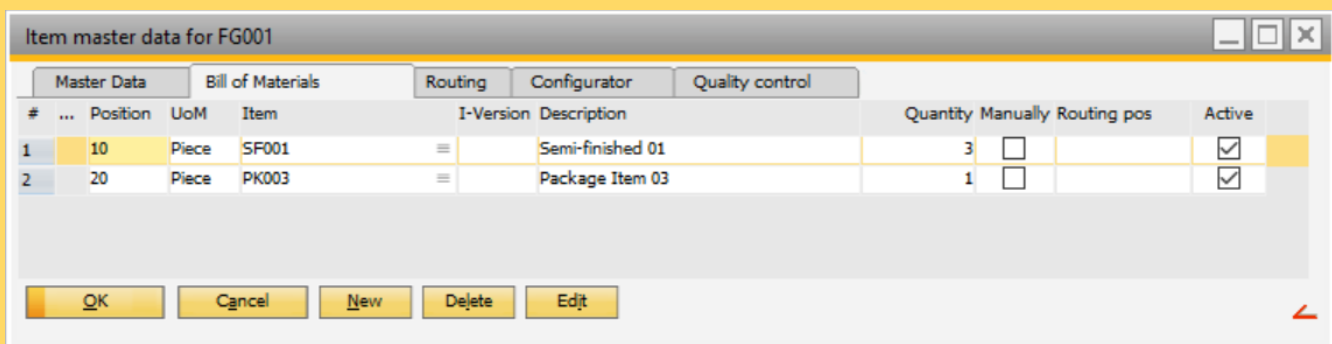 Item master data for FG001
Master Data Bill of Materials Routing Configurator Quality control
# ... Position UoM Item I-Version Description Quantity Manually Routing pos Active
1 10 Piece SF001 Semi-finished 01 3
2 20 Piece PK003 Package Item 03 1
OK Cancel New Delete Edit